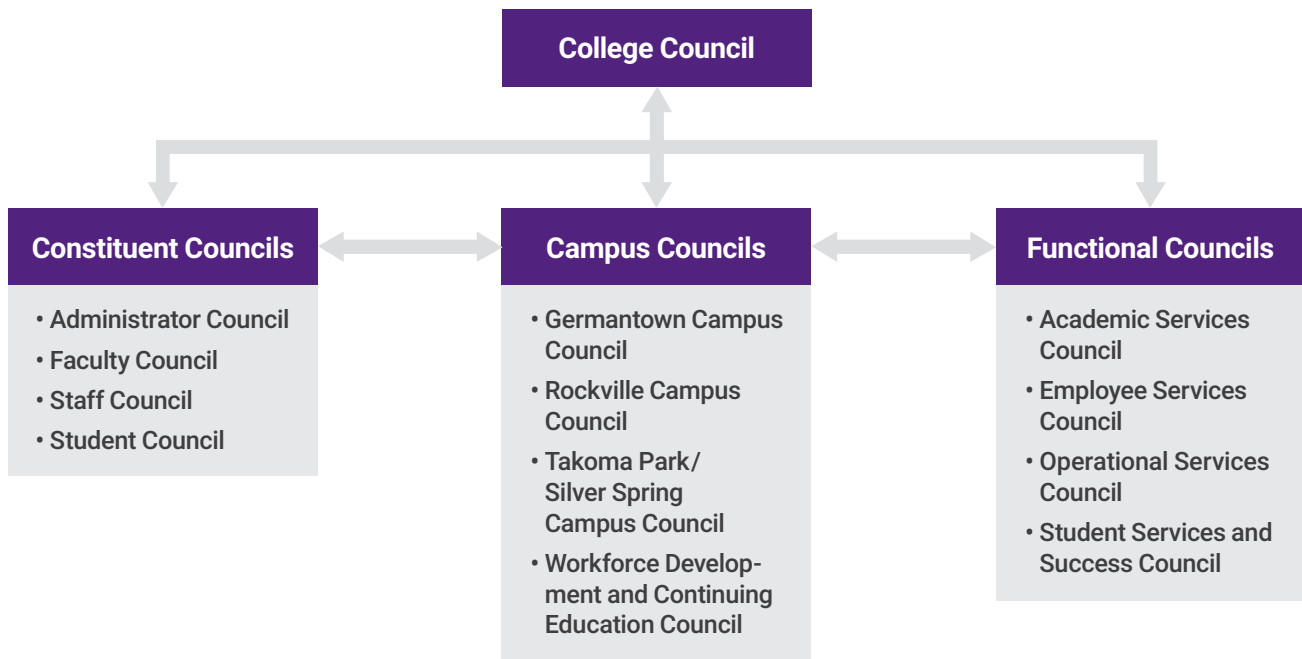 College Council
Constituent Councils
• Administrator Council
• Faculty Council
• Staff Council
• Student Council
Campus Councils
• Germantown Campus
Council
• Rockville Campus
Council
• Takoma Park/
Silver Spring
Campus Council
• Workforce Develop-
ment and Continuing
Education Council
Functional Councils
• Academic Services
Council
• Employee Services
Council
• Operational Services
Council
• Student Services and
Success Council